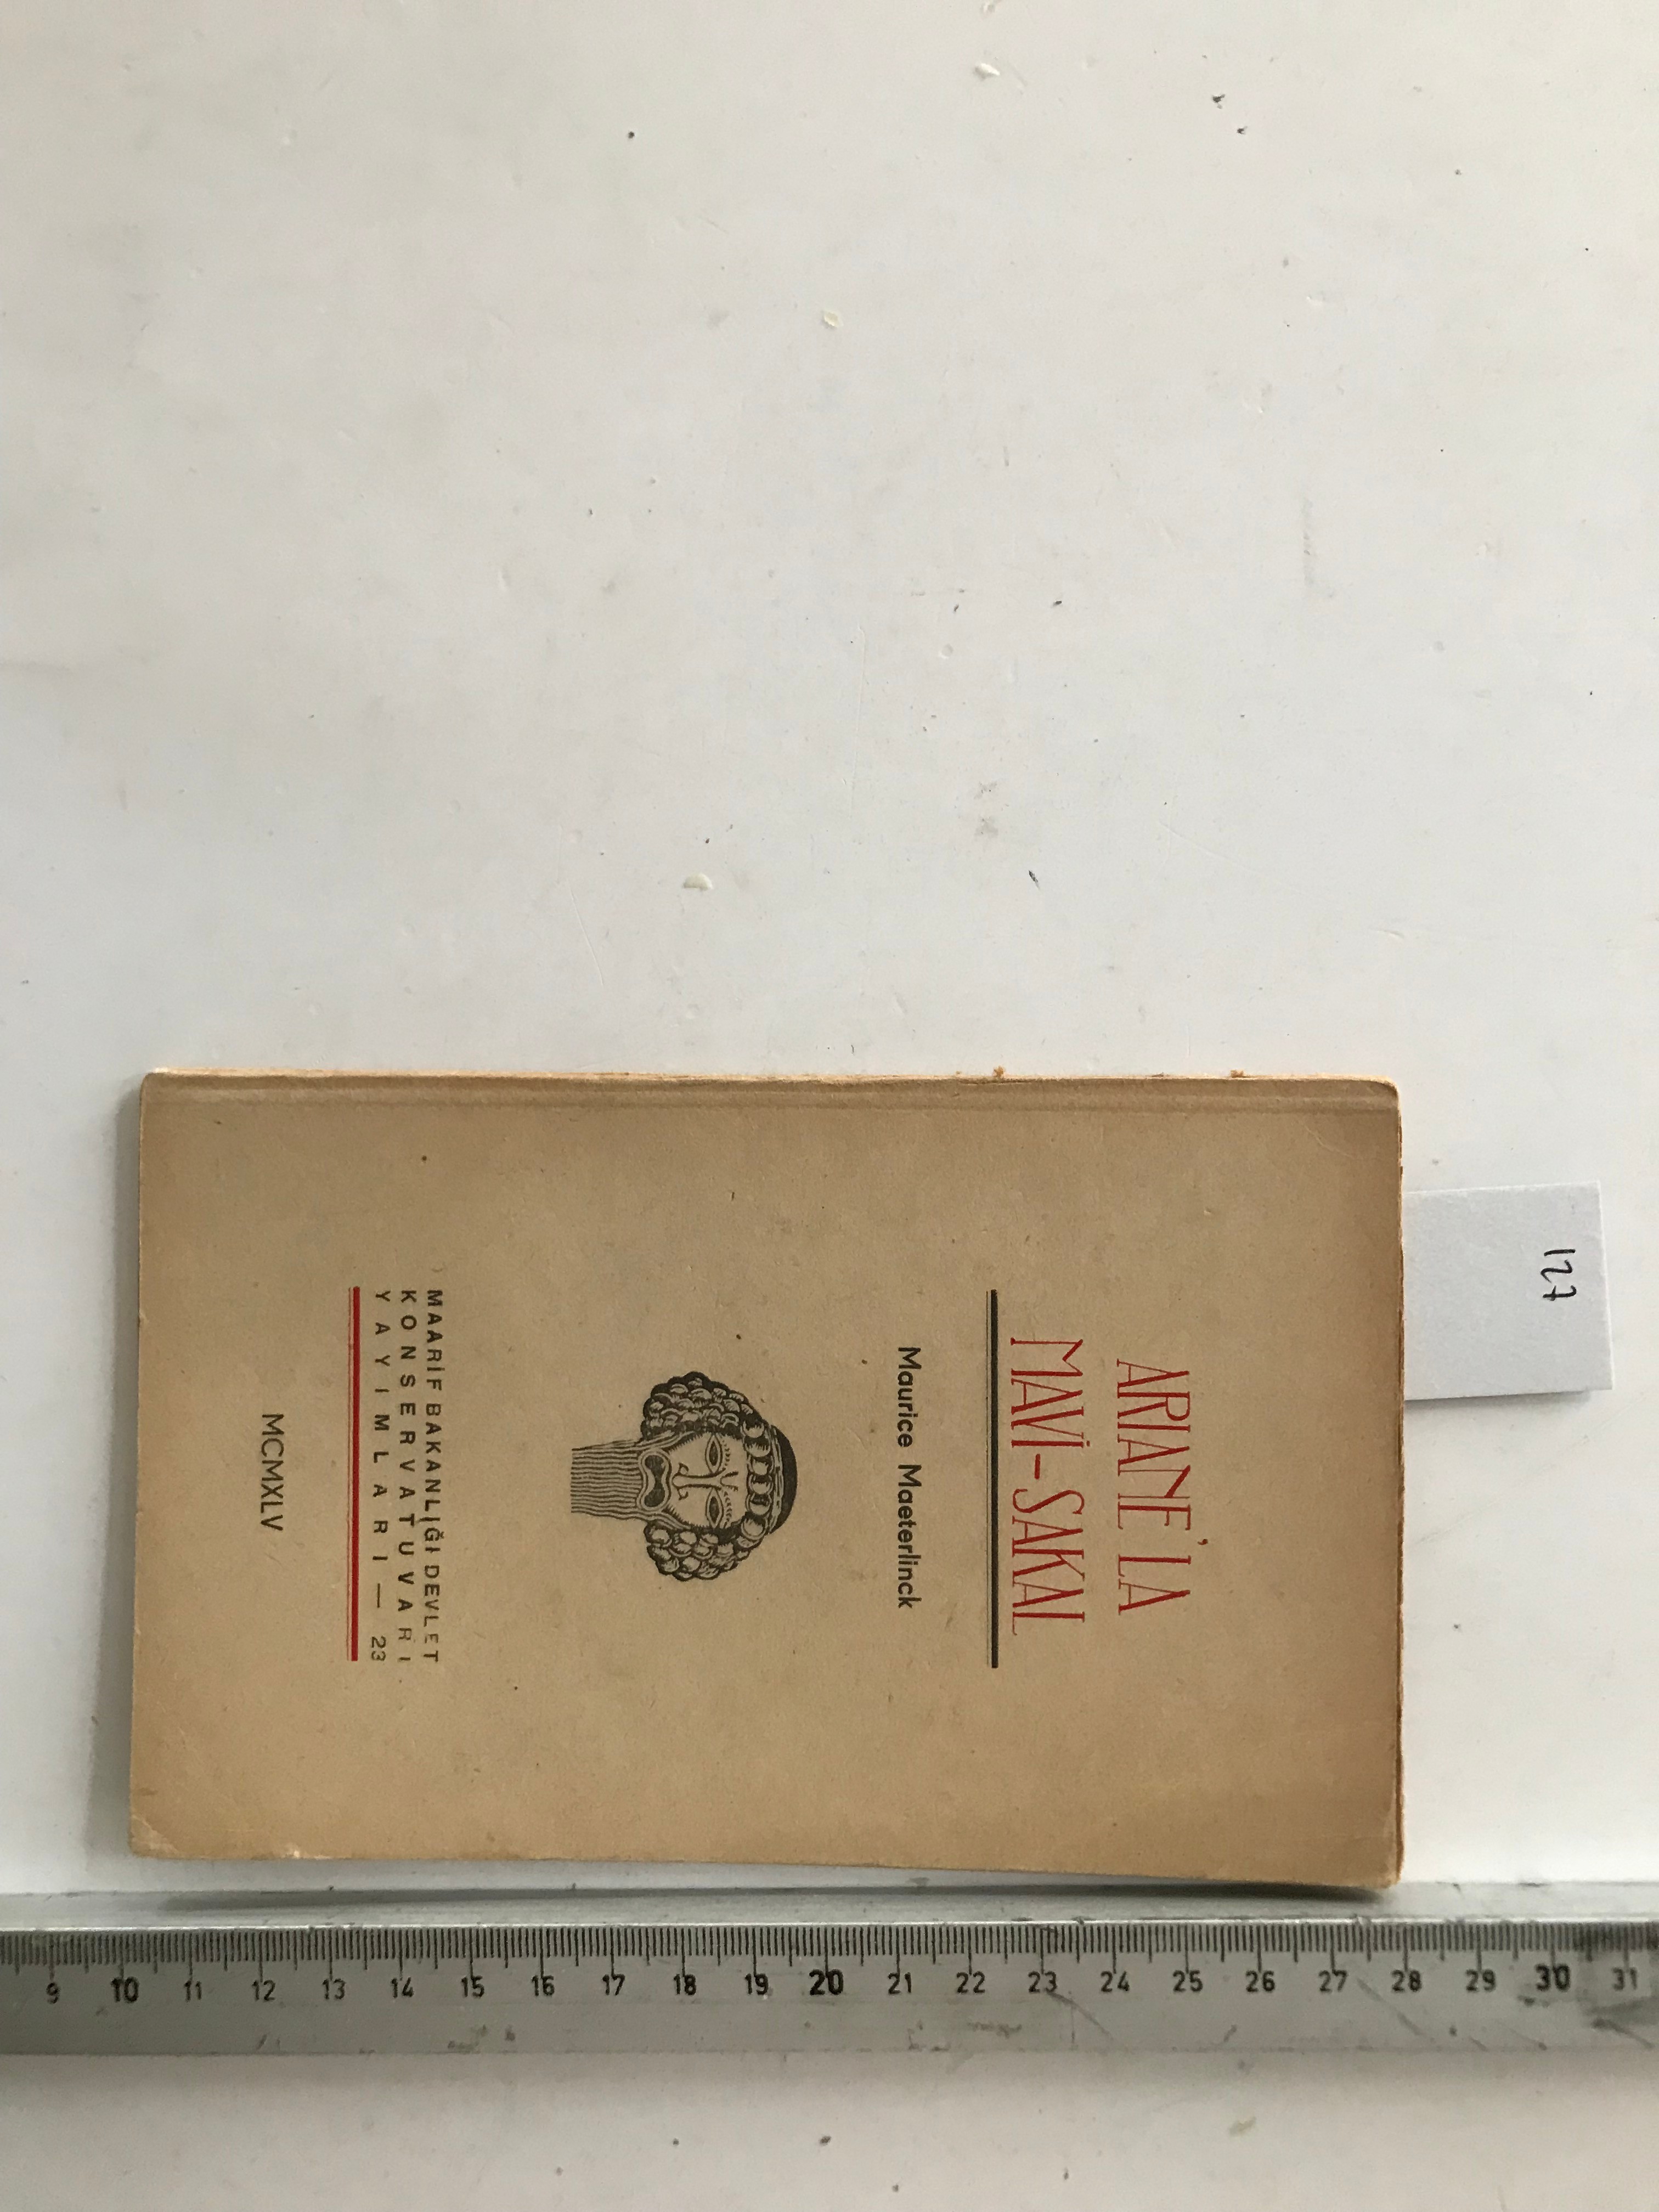 127
ARIANE'LA
MAVİ-SAKAL
Maurice Maeterlinck
MAARİF BAKANLIĞI DEVLET
KONSERVATUVARI
YAYIMLARI — 23
MCMXLV
9 10 11 12 13 14 15 16 17 18 19 20 21 22 23 24 25 26 27 28 29 30 31